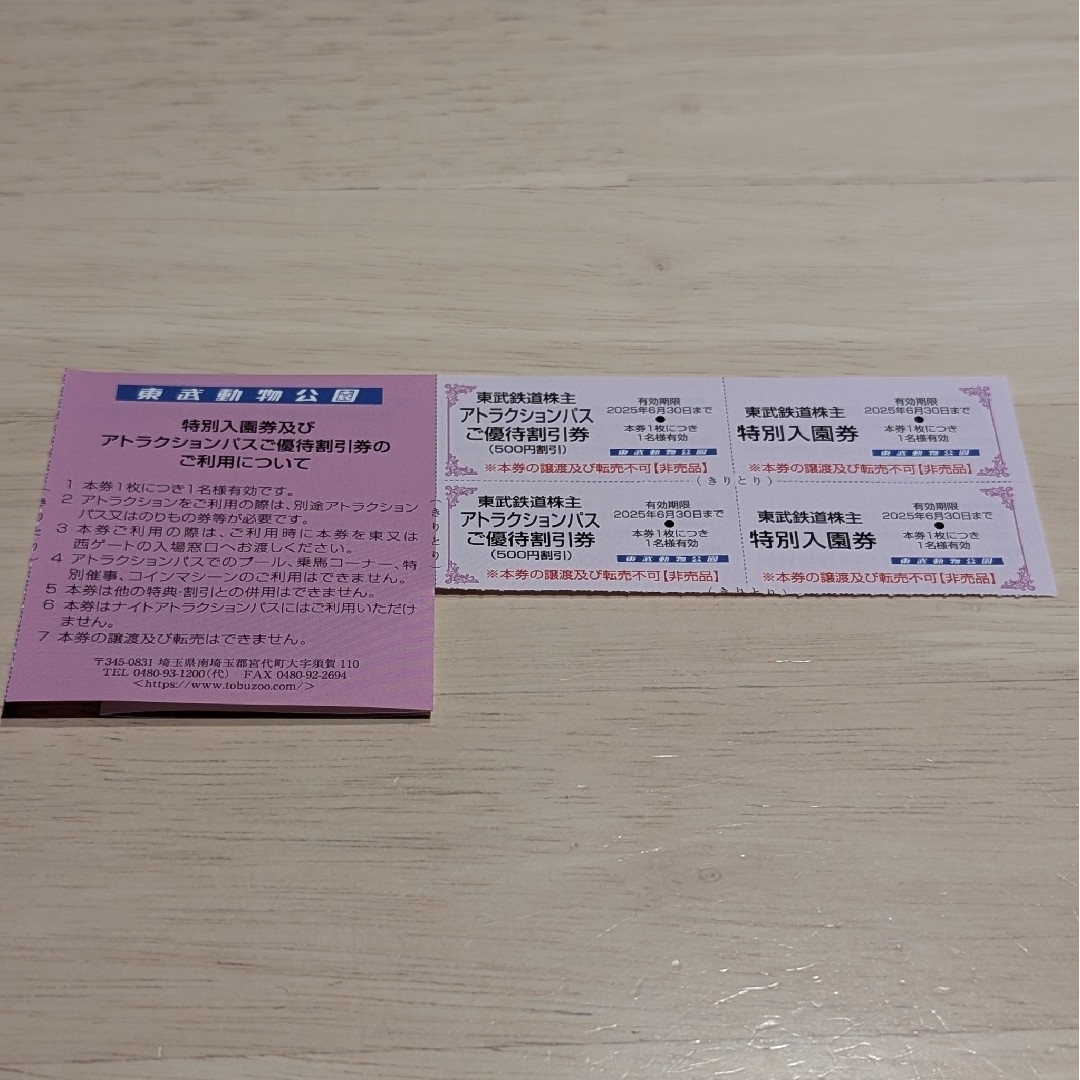 東武動物公園
特別入園券及び
アトラクションパスご優待割引券の
ご利用について
1 本券1枚につき1名様有効です。
2 アトラクションをご利用の際は、別途アトラクション
パス又はのりもの券等が必要です。
3 本券ご利用の際は、ご利用時に本券を東又は
西ゲートの入場窓口へお渡しください。
4 アトラクションパスでのプール、乗馬コーナー、特
別催事、コインマシーンのご利用はできません。
5 本券は他の特典・割引との併用はできません。
6 本券はナイトアトラクションパスにはご利用いただけ
ません。
7 本券の譲渡及び転売はできません。
〒345-0831 埼玉県南埼玉郡宮代町大字須賀 110
TEL 0480-93-1200(代) FAX 0480-92-2694
<https://www.tobuzoo.com/>
東武鉄道株主
アトラクションパス
ご優待割引券
(500円割引)
有効期限
2025年6月30日まで
●
本券1枚につき
1名様有効
東武動物公園
※本券の譲渡及び転売不可【非売品】
東武鉄道株主
特別入園券
有効期限
2025年6月30日まで
●
本券1枚につき
1名様有効
東武動物公園
※本券の譲渡及び転売不可【非売品】
(きりとり)
東武鉄道株主
アトラクションパス
ご優待割引券
(500円割引)
有効期限
2025年6月30日まで
●
本券1枚につき
1名様有効
東武動物公園
※本券の譲渡及び転売不可【非売品】
東武鉄道株主
特別入園券
有効期限
2025年6月30日まで
●
本券1枚につき
1名様有効
東武動物公園
※本券の譲渡及び転売不可【非売品】
(きりとり)